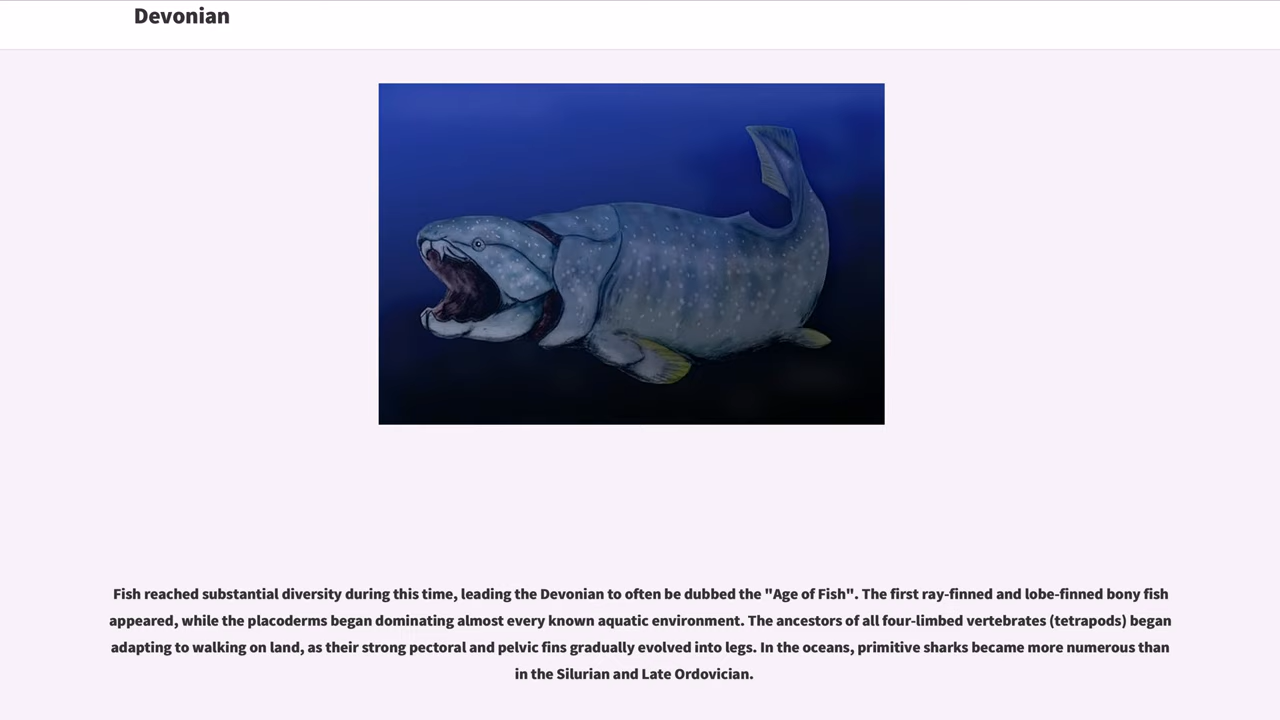 Devonian
Fish reached substantial diversity during this time, leading the Devonian to often be dubbed the "Age of Fish". The first ray-finned and lobe-finned bony fish
appeared, while the placoderms began dominating almost every known aquatic environment. The ancestors of all four-limbed vertebrates (tetrapods) began
adapting to walking on land, as their strong pectoral and pelvic fins gradually evolved into legs. In the oceans, primitive sharks became more numerous than
in the Silurian and Late Ordovician.